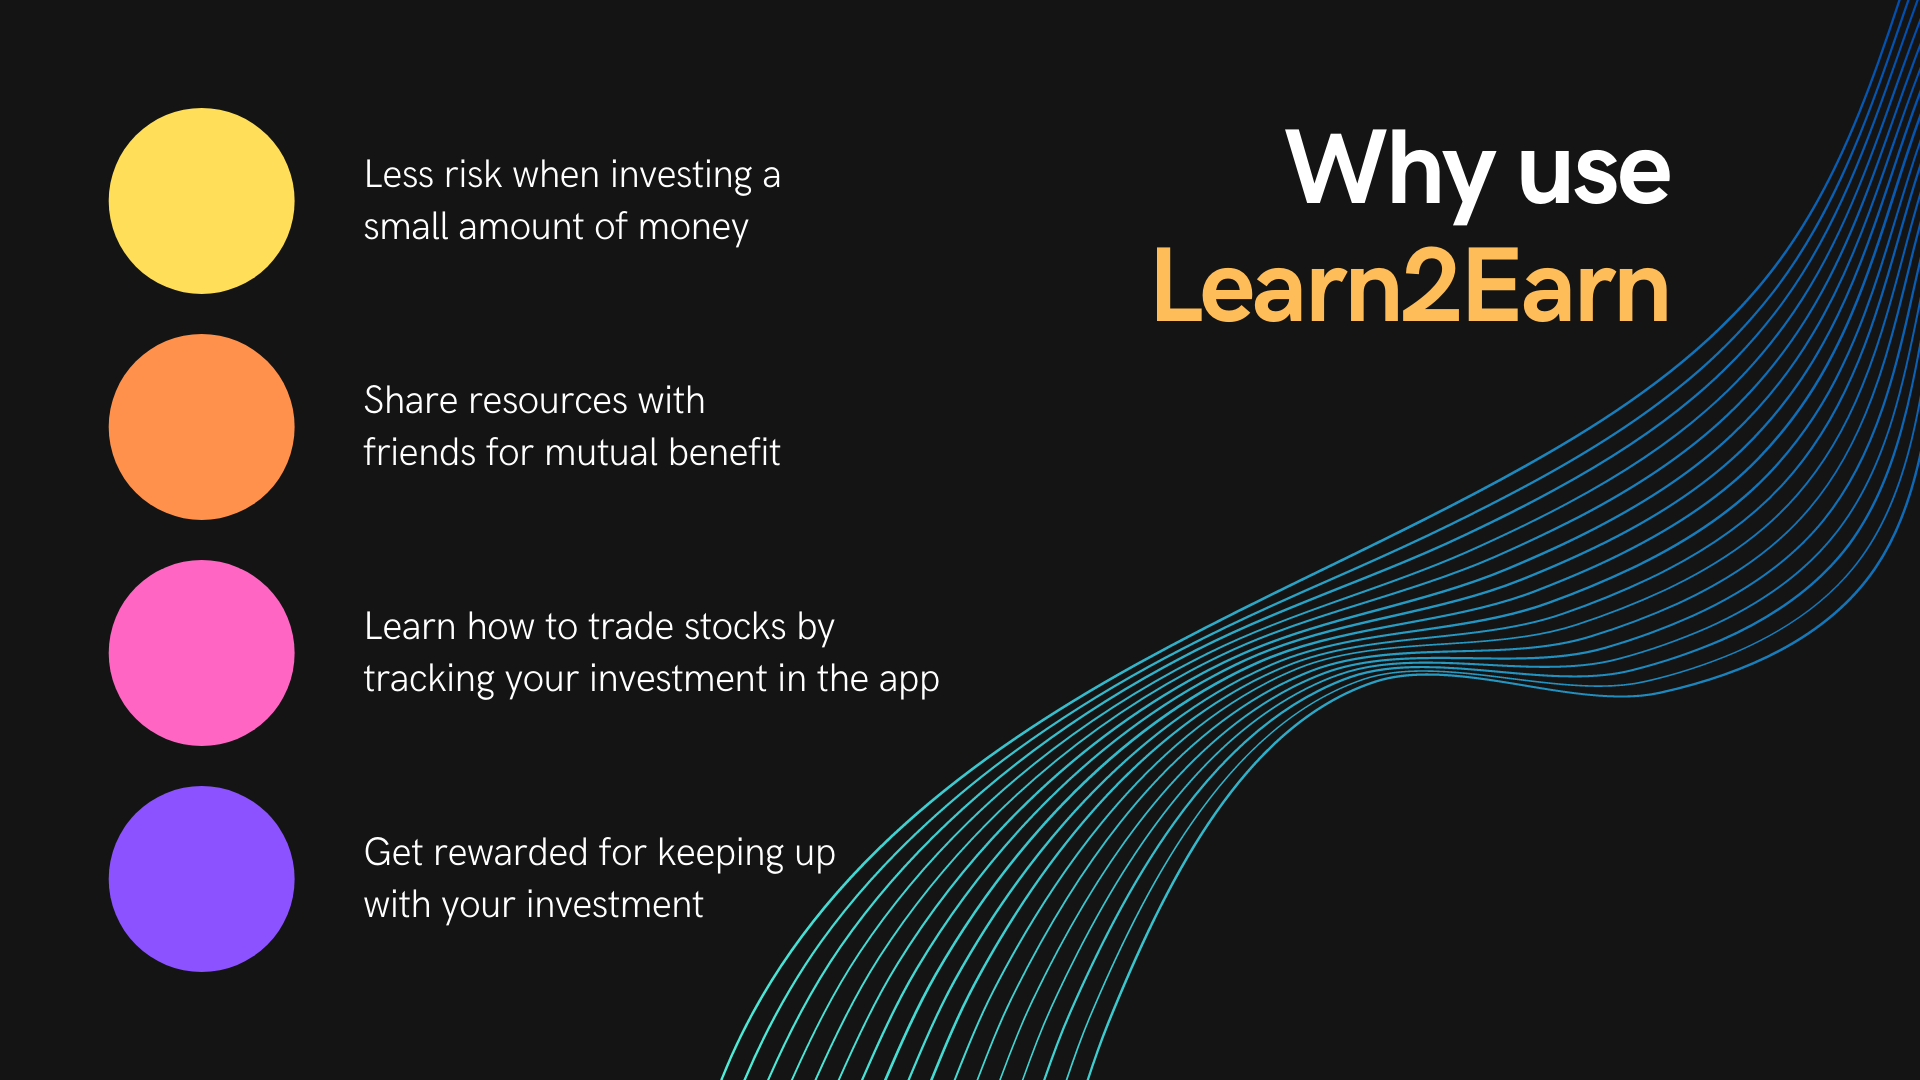 Why use
Learn2Earn
Less risk when investing a
small amount of money
Share resources with
friends for mutual benefit
Learn how to trade stocks by
tracking your investment in the app
Get rewarded for keeping up
with your investment